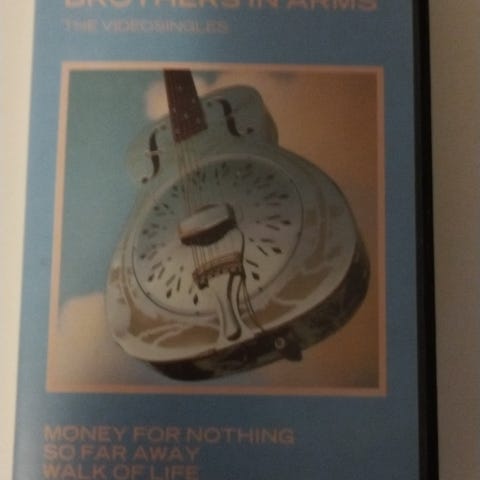 BROTHERS IN ARMS
THE VIDEOSINGLES
MONEY FOR NOTHING
SO FAR AWAY
WALK OF LIFE